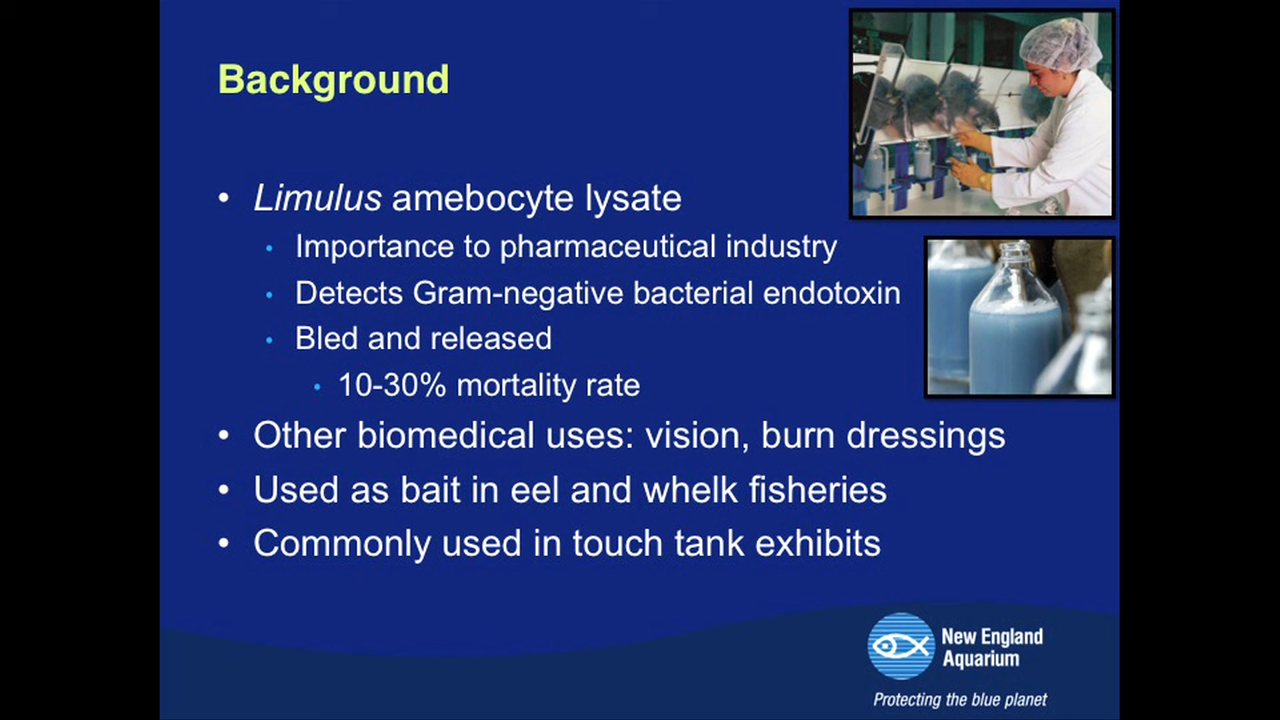 Background
• Limulus amebocyte lysate
• Importance to pharmaceutical industry
• Detects Gram-negative bacterial endotoxin
• Bled and released
• 10-30% mortality rate
• Other biomedical uses: vision, burn dressings
• Used as bait in eel and whelk fisheries
• Commonly used in touch tank exhibits
New England
Aquarium
Protecting the blue planet